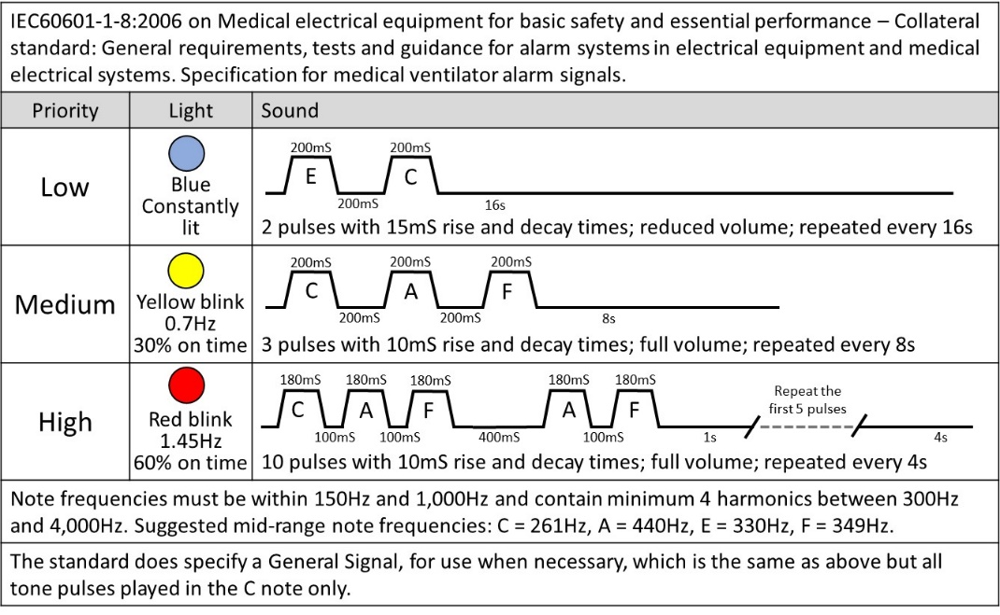 IEC60601-1-8:2006 on Medical electrical equipment for basic safety and essential performance – Collateral
standard: General requirements, tests and guidance for alarm systems in electrical equipment and medical
electrical systems. Specification for medical ventilator alarm signals.
Priority Light Sound
Low
Blue
Constantly
lit
200mS 200mS
E C
200mS 16s
2 pulses with 15mS rise and decay times; reduced volume; repeated every 16s
Medium
Yellow blink
0.7Hz
30% on time
200mS 200mS 200mS
C A F
200mS 200mS 8s
3 pulses with 10mS rise and decay times; full volume; repeated every 8s
High
Red blink
1.45Hz
60% on time
180mS 180mS 180mS 180mS 180mS
C A F A F
Repeat the
first 5 pulses
100mS 100mS 400mS 100mS 1s 4s
10 pulses with 10mS rise and decay times; full volume; repeated every 4s
Note frequencies must be within 150Hz and 1,000Hz and contain minimum 4 harmonics between 300Hz
and 4,000Hz. Suggested mid-range note frequencies: C = 261Hz, A = 440Hz, E = 330Hz, F = 349Hz.
The standard does specify a General Signal, for use when necessary, which is the same as above but all
tone pulses played in the C note only.